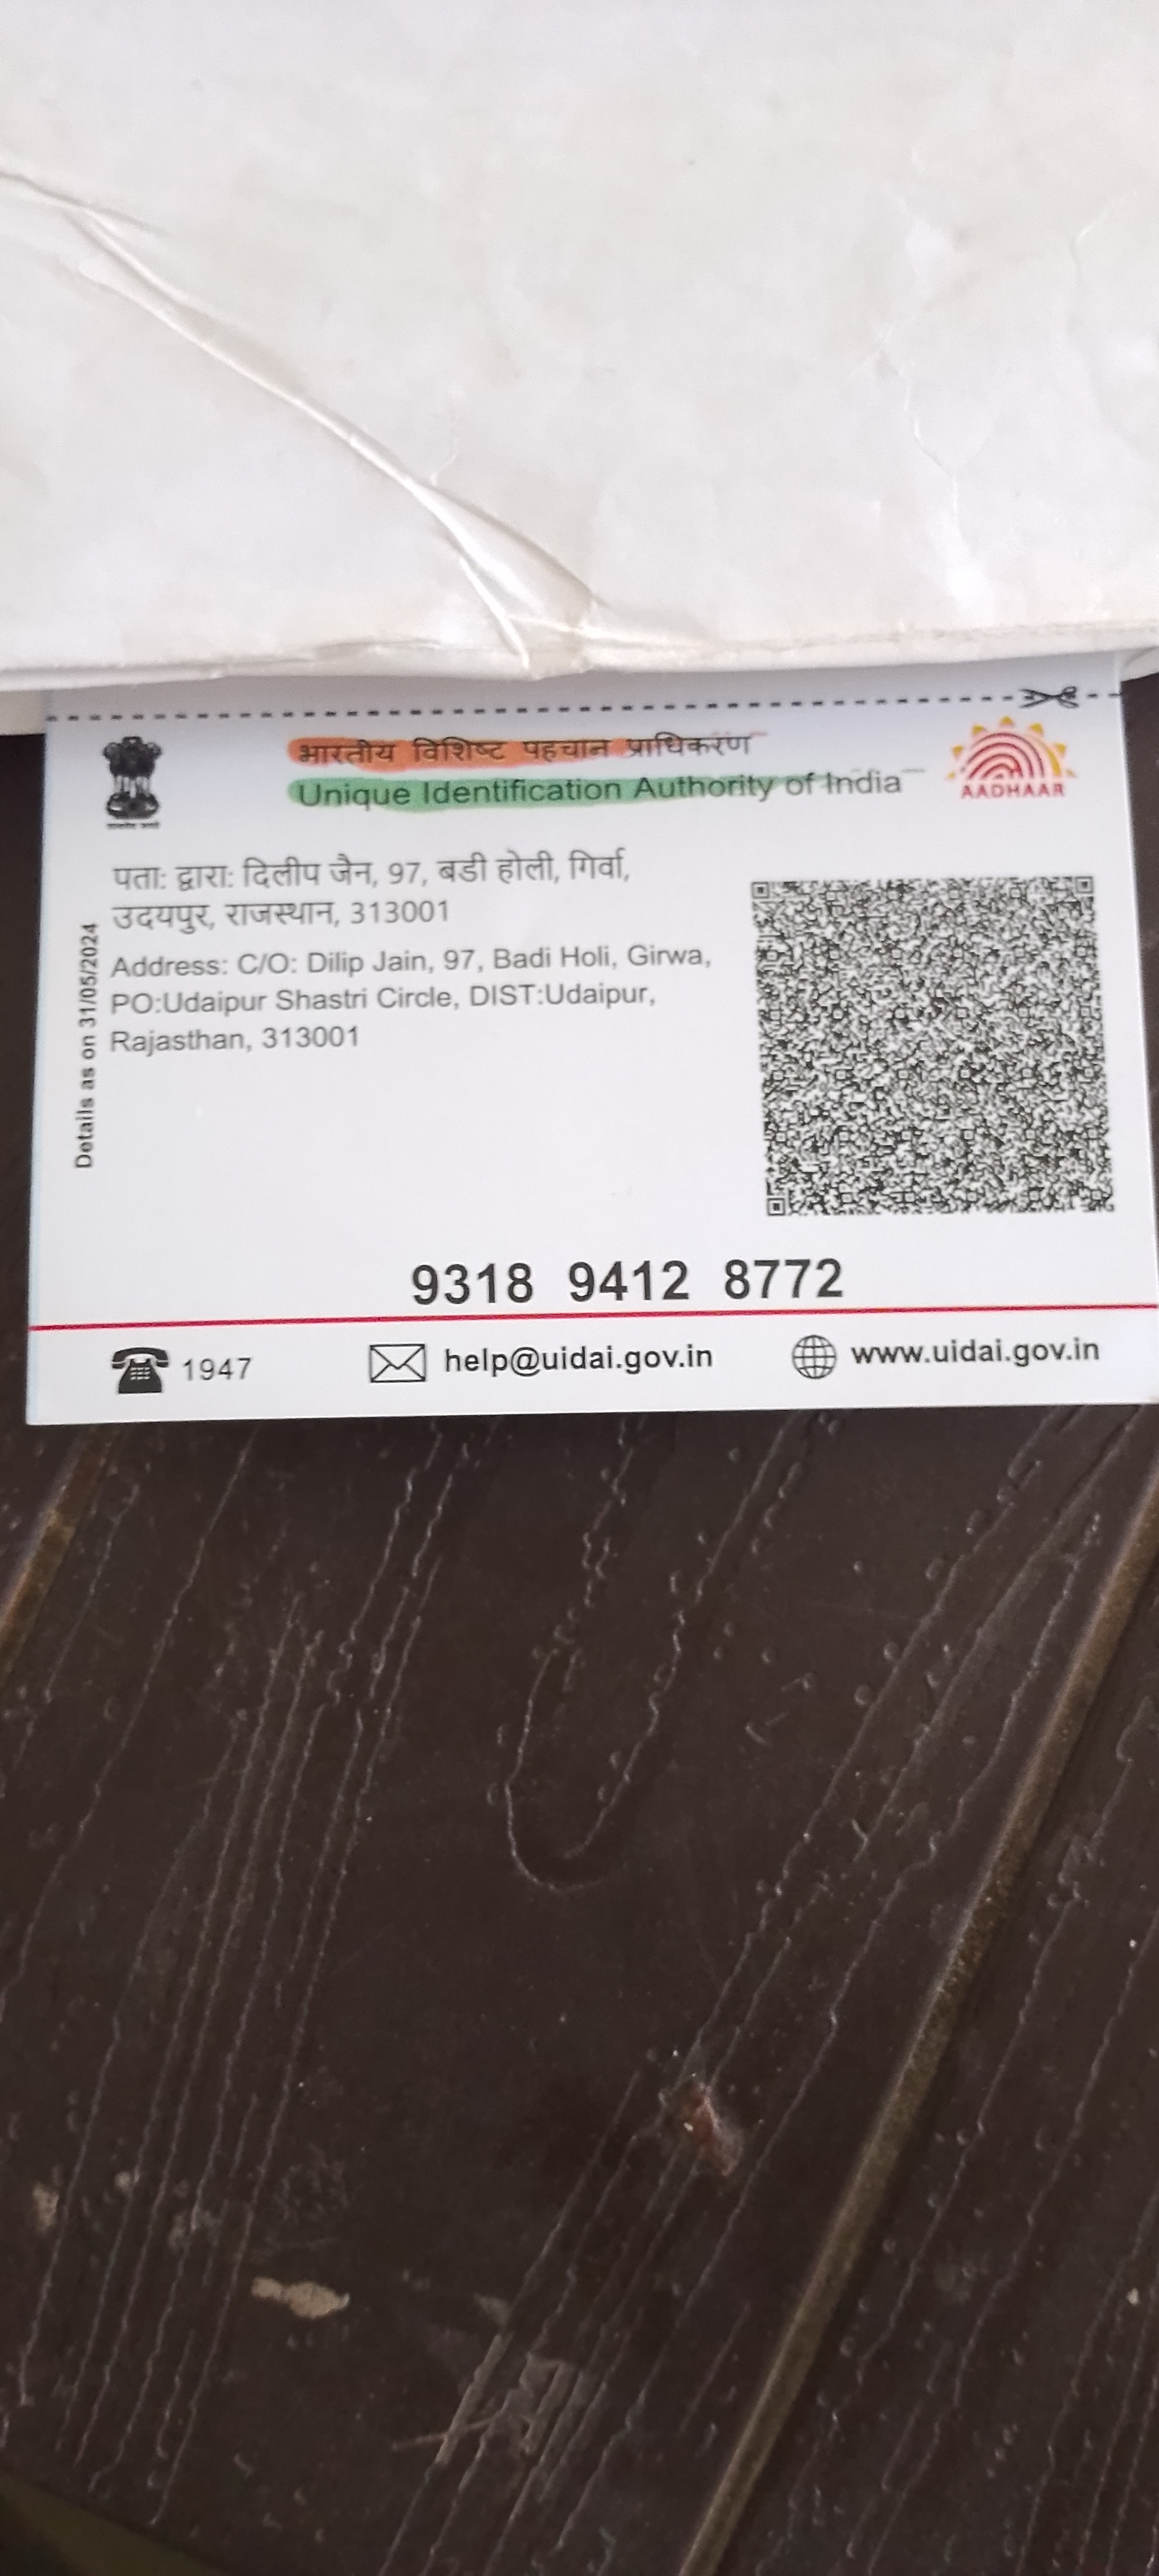 भारतीय विशिष्ट पहचान प्राधिकरण
Unique Identification Authority of India
AADHAAR
पता: द्वारा: दिलीप जैन, 97, बडी होली, गिर्वा,
उदयपुर, राजस्थान, 313001
Address: C/O: Dilip Jain, 97, Badi Holi, Girwa,
PO:Udaipur Shastri Circle, DIST:Udaipur,
Rajasthan, 313001
Details as on 31/05/2024
9318 9412 8772
1947
help@uidai.gov.in
www.uidai.gov.in